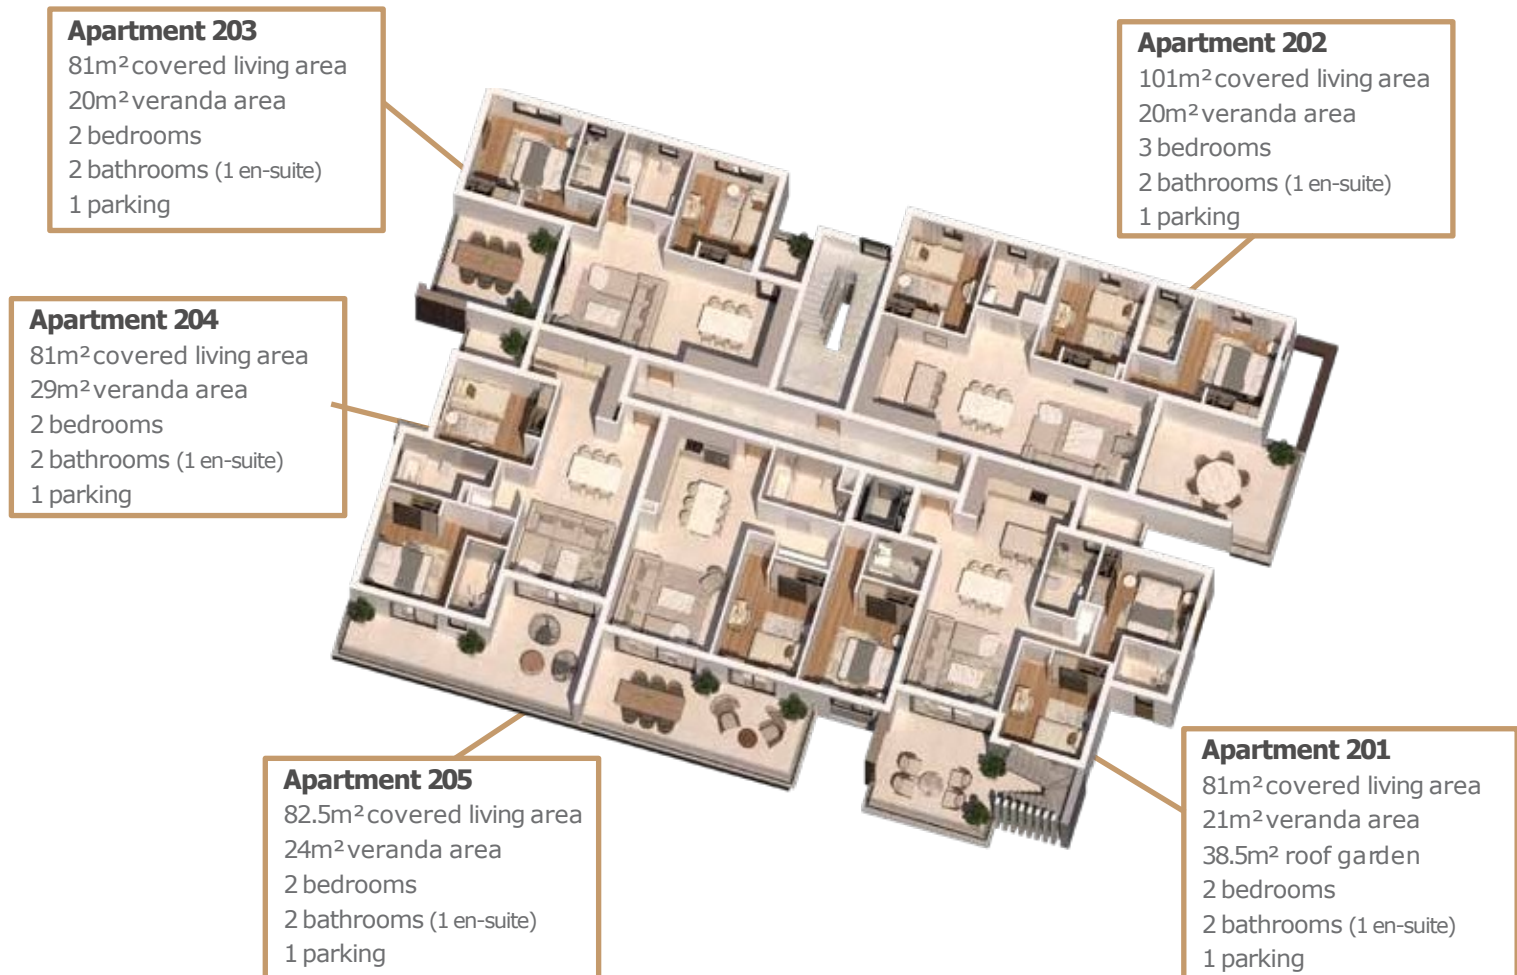 Apartment 203
81m² covered living area
20m² veranda area
2 bedrooms
2 bathrooms (1 en-suite)
1 parking
Apartment 202
101m² covered living area
20m² veranda area
3 bedrooms
2 bathrooms (1 en-suite)
1 parking
Apartment 204
81m² covered living area
29m² veranda area
2 bedrooms
2 bathrooms (1 en-suite)
1 parking
Apartment 205
82.5m² covered living area
24m² veranda area
2 bedrooms
2 bathrooms (1 en-suite)
1 parking
Apartment 201
81m² covered living area
21m² veranda area
38.5m² roof garden
2 bedrooms
2 bathrooms (1 en-suite)
1 parking